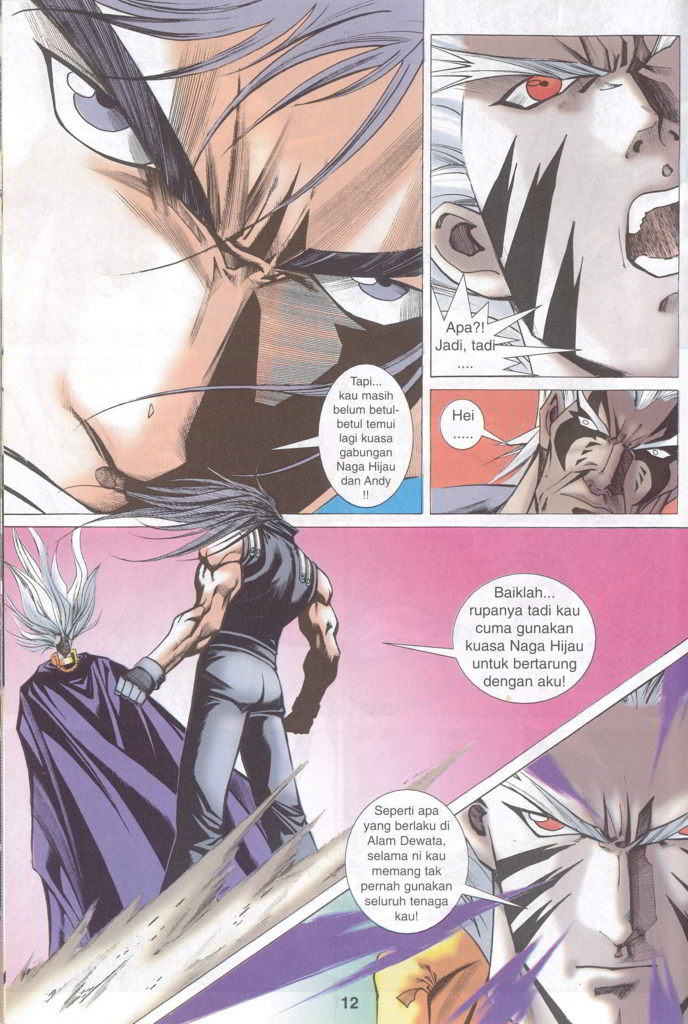 Tapi...
kau masih
belum betul-
betul temui
lagi kuasa
gabungan
Naga Hijau
dan Andy
!!
Apa?!
Jadi, tadi
....
Hei
.....
Baiklah...
rupanya tadi kau
cuma gunakan
kuasa Naga Hijau
untuk bertarung
dengan aku!
Seperti apa
yang berlaku di
Alam Dewata,
selama ni kau
memang tak
pernah gunakan
seluruh tenaga
kau!
12